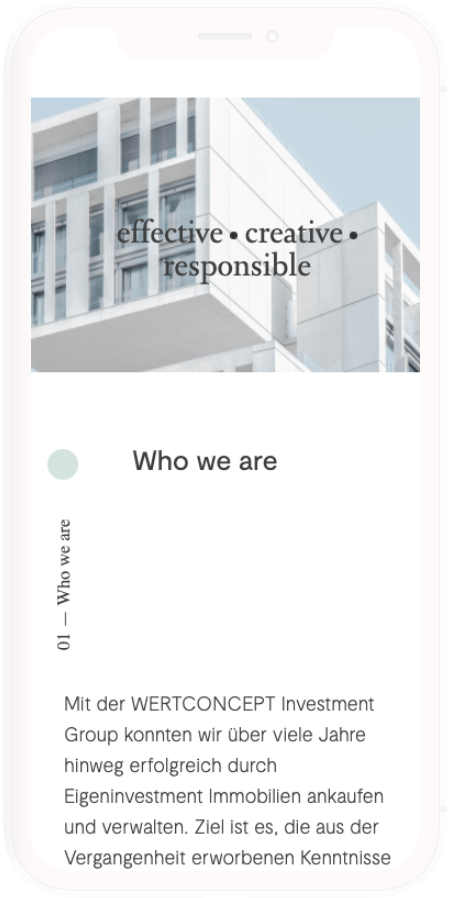 effective • creative •
responsible
Who we are
01 — Who we are
Mit der WERTCONCEPT Investment
Group konnten wir über viele Jahre
hinweg erfolgreich durch
Eigeninvestment Immobilien ankaufen
und verwalten. Ziel ist es, die aus der
Vergangenheit erworbenen Kenntnisse